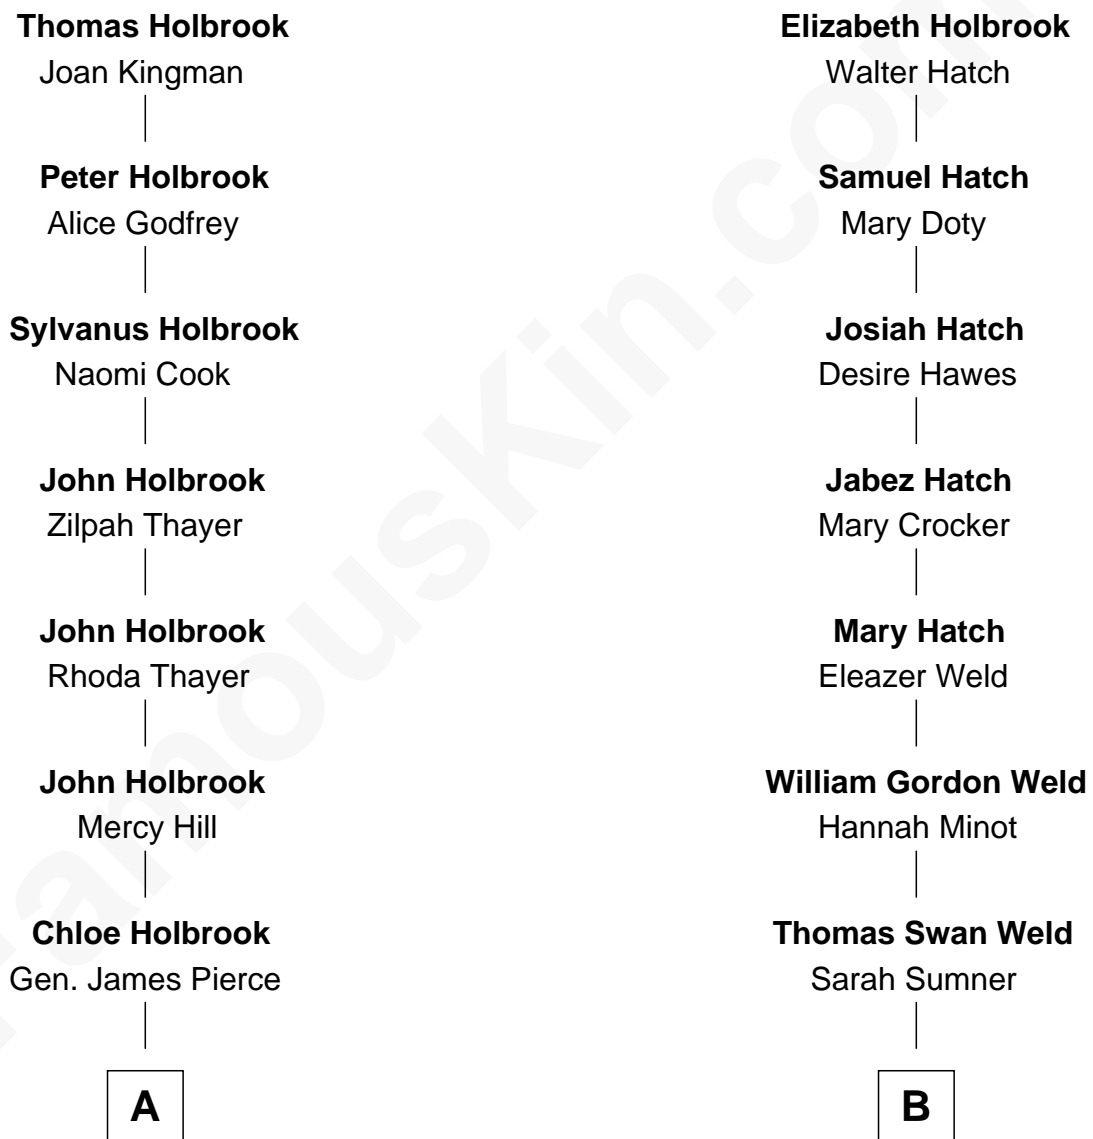 Thomas Holbrook
Joan Kingman
Peter Holbrook
Alice Godfrey
Sylvanus Holbrook
Naomi Cook
John Holbrook
Zilpah Thayer
John Holbrook
Rhoda Thayer
John Holbrook
Mercy Hill
Chloe Holbrook
Gen. James Pierce
A
Elizabeth Holbrook
Walter Hatch
Samuel Hatch
Mary Doty
Josiah Hatch
Desire Hawes
Jabez Hatch
Mary Crocker
Mary Hatch
Eleazer Weld
William Gordon Weld
Hannah Minot
Thomas Swan Weld
Sarah Sumner
B
FamousKin.com